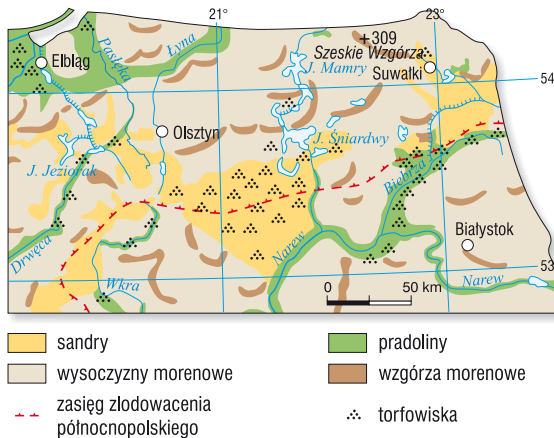 21°
23°
+309
Szeskie Wzgórza
Suwałki
Elbląg
Pasłęka
Łyna
J. Mamry
54
Olsztyn
J. Śniardwy
J. Jeziorak
Biebrza
Drwęca
Narew
Białystok
Wkra
Narew
53
0 50 km
sandry
pradoliny
wysoczyzny morenowe
wzgórza morenowe
zasięg zlodowacenia
północnopolskiego
torfowiska